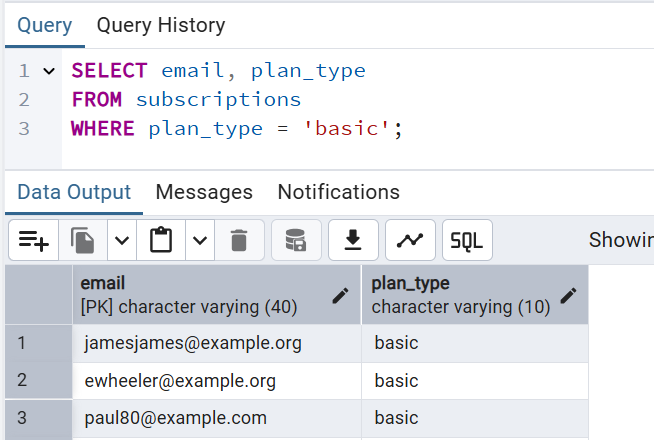 Query Query History
1 SELECT email, plan_type
2 FROM subscriptions
3 WHERE plan_type = 'basic';
Data Output Messages Notifications
SQL
email plan_type
[PK] character varying (40) character varying (10)
1 jamesjames@example.org basic
2 ewheeler@example.org basic
3 paul80@example.com basic